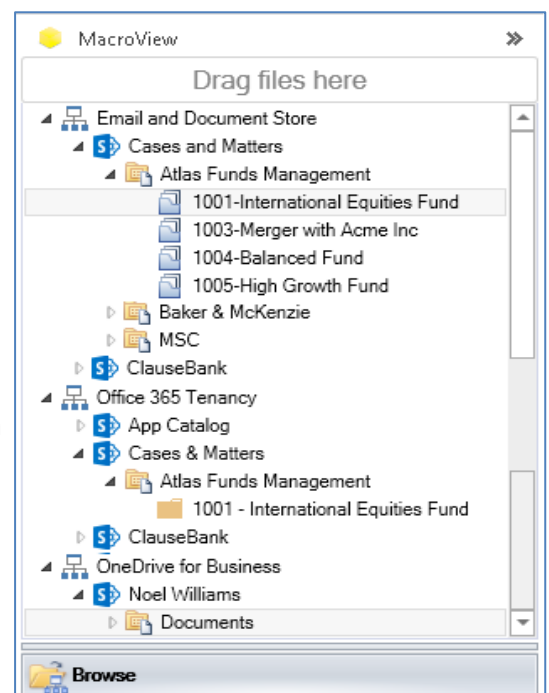 MacroView
Drag files here
Email and Document Store
Cases and Matters
Atlas Funds Management
1001-International Equities Fund
1003-Merger with Acme Inc
1004-Balanced Fund
1005-High Growth Fund
Baker & McKenzie
MSC
ClauseBank
Office 365 Tenancy
App Catalog
Cases & Matters
Atlas Funds Management
1001 - International Equities Fund
ClauseBank
OneDrive for Business
Noel Williams
Documents
Browse